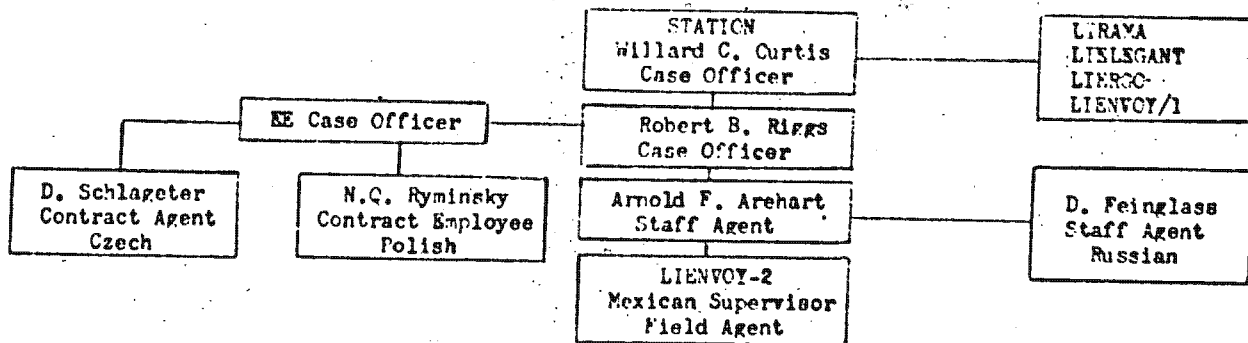 STATION
Willard C. Curtis
Case Officer
LIRAMA
LIELEGANT
LIERGO-
LIENVOY/1
EE Case Officer
Robert B. Riggs
Case Officer
D. Schlageter
Contract Agent
Czech
N.Q. Ryminsky
Contract Employee
Polish
Arnold F. Arehart
Staff Agent
D. Feinglass
Staff Agent
Russian
LIENVOY-2
Mexican Supervisor
Field Agent